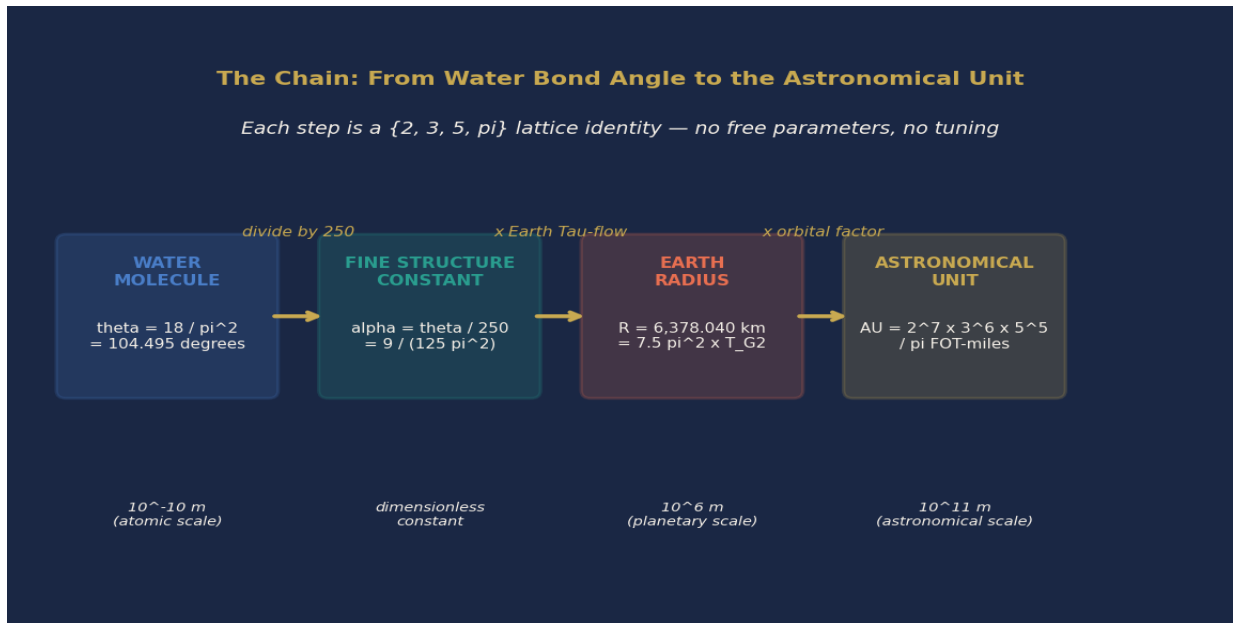 The Chain: From Water Bond Angle to the Astronomical Unit
Each step is a {2, 3, 5, pi} lattice identity — no free parameters, no tuning
divide by 250
x Earth Tau-flow
x orbital factor
WATER
MOLECULE
theta = 18 / pi^2
= 104.495 degrees
FINE STRUCTURE
CONSTANT
alpha = theta / 250
= 9 / (125 pi^2)
EARTH
RADIUS
R = 6,378.040 km
= 7.5 pi^2 x T_G2
ASTRONOMICAL
UNIT
AU = 2^7 x 3^6 x 5^5
/ pi FOT-miles
10^-10 m
(atomic scale)
dimensionless
constant
10^6 m
(planetary scale)
10^11 m
(astronomical scale)